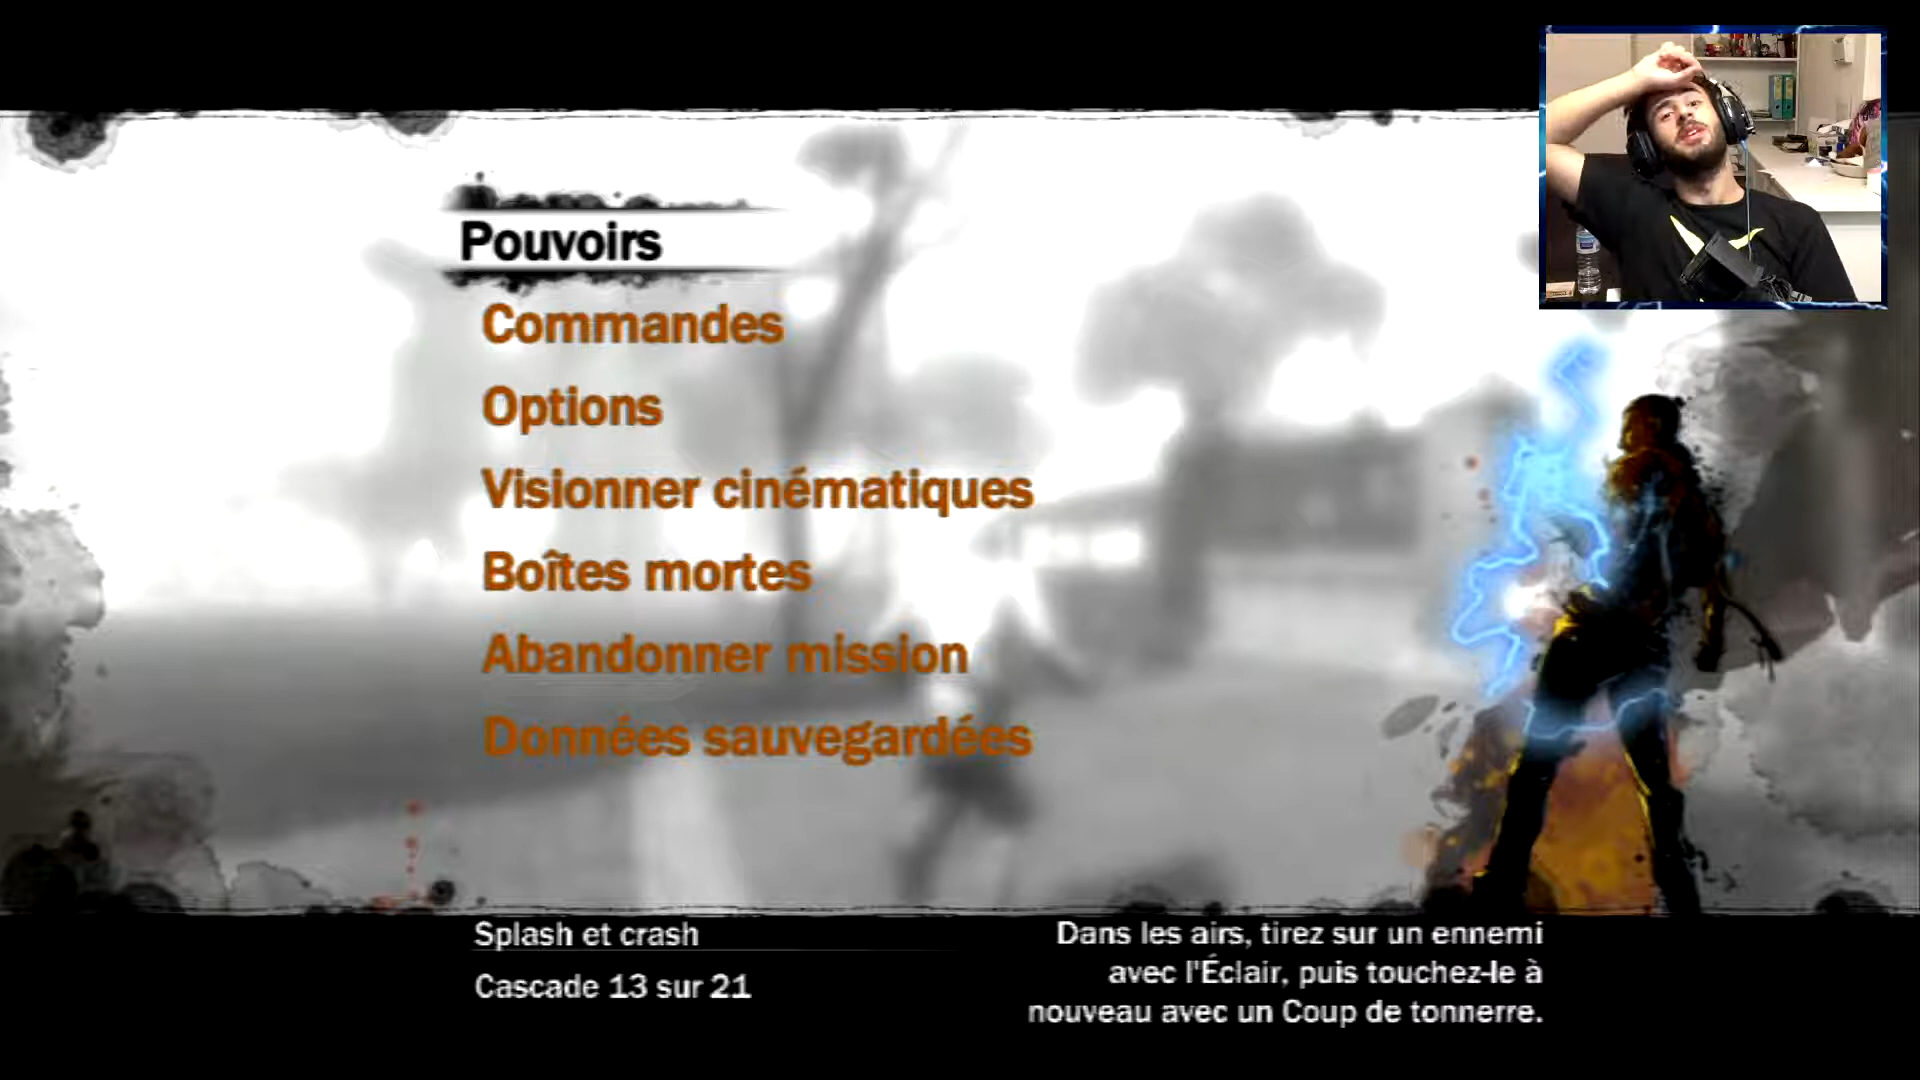 Pouvoirs
Commandes
Options
Visionner cinématiques
Boîtes mortes
Abandonner mission
Données sauvegardées
Splash et crash
Cascade 13 sur 21
Dans les airs, tirez sur un ennemi
avec l'Éclair, puis touchez-le à
nouveau avec un Coup de tonnerre.